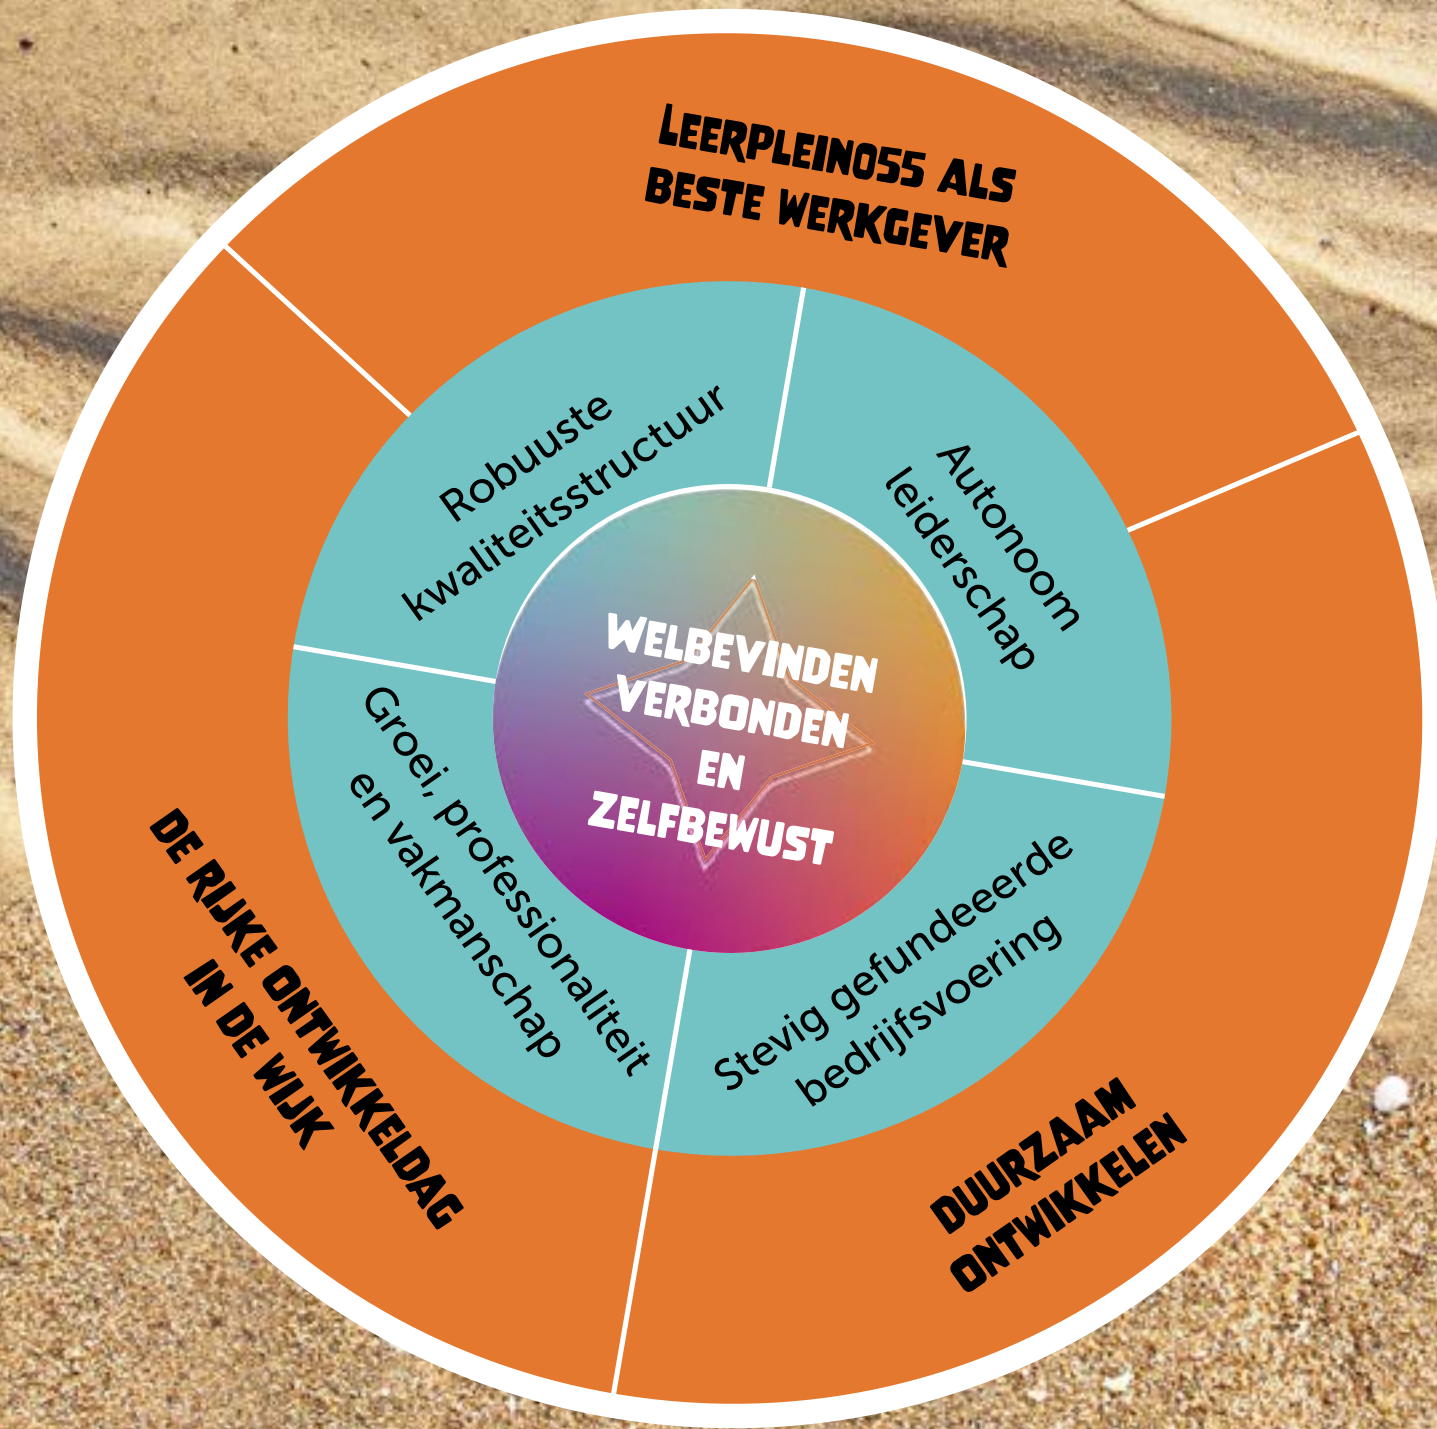 LEERPLEIN055 ALS
BESTE WERKGEVER
Robuuste
kwaliteitsstructuur
Autonoom
leiderschap
WELBEVINDEN
VERBONDEN
EN
ZELFBEWUST
Groei, professionaliteit
en vakmanschap
Stevig gefundeeerde
bedrijfsvoering
DE RIJKE ONTWIKKELDAG
IN DE WIJK
DUURZAAM
ONTWIKKELEN